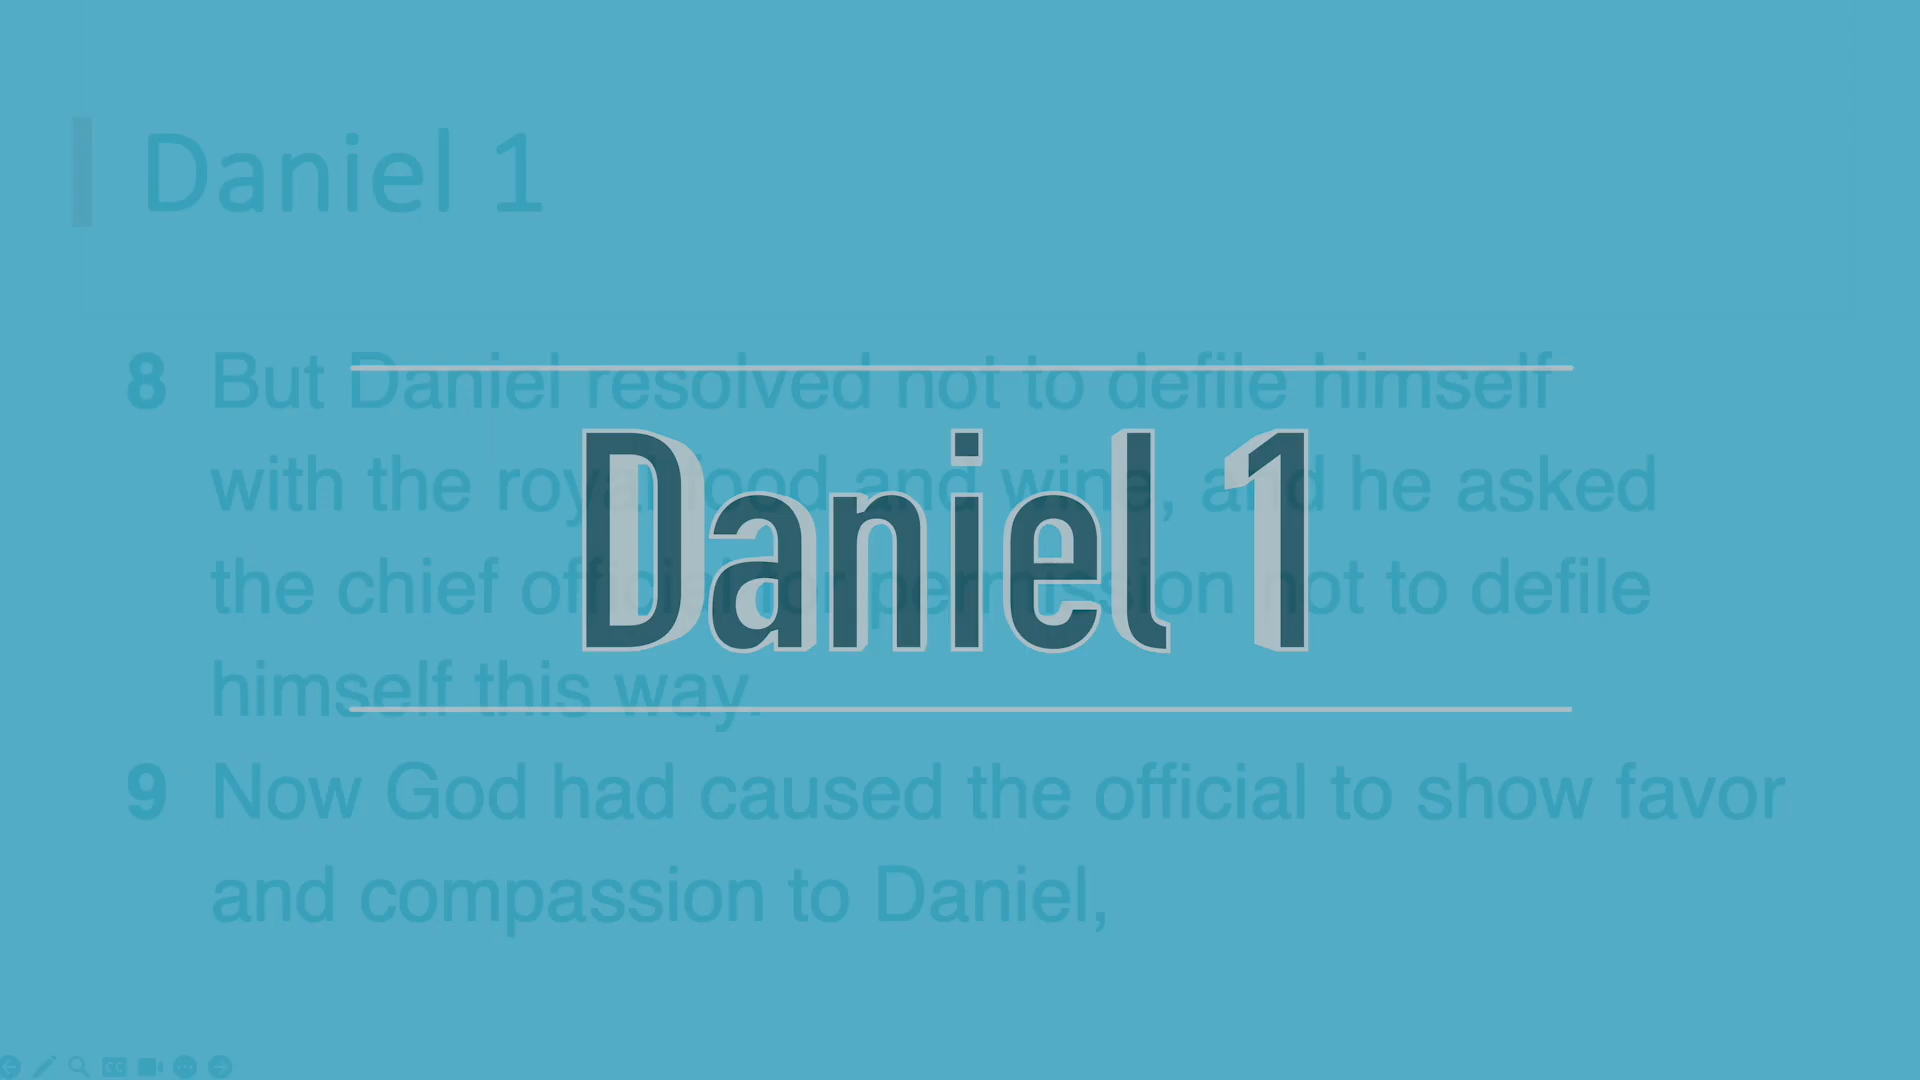 Daniel 1
8 But Daniel resolved not to defile himself
with the royal food and wine, and he asked
the chief official for permission not to defile
himself this way.
9 Now God had caused the official to show favor
and compassion to Daniel,
Daniel 1
CC